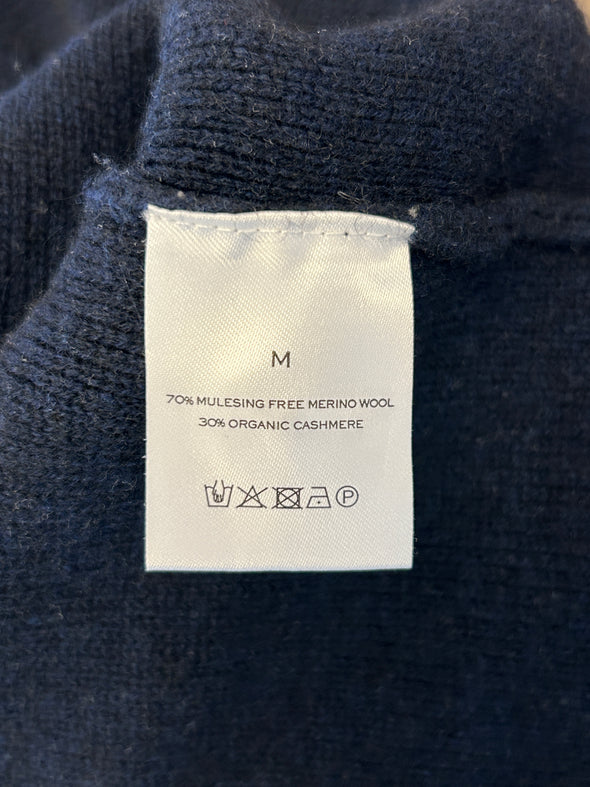 M
70% MULESING FREE MERINO WOOL
30% ORGANIC CASHMERE
P